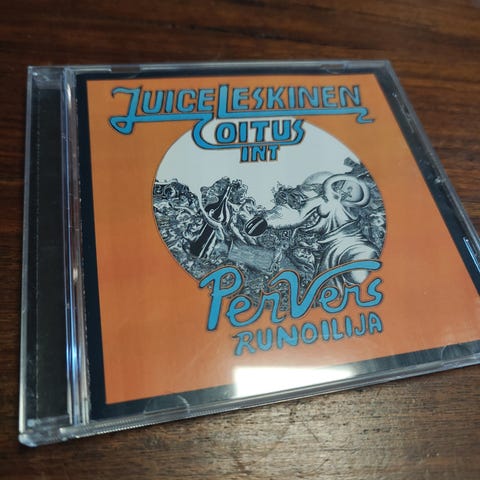 JUICE LESKINEN
COITUS
INT
PerVers
RUNOILIJA